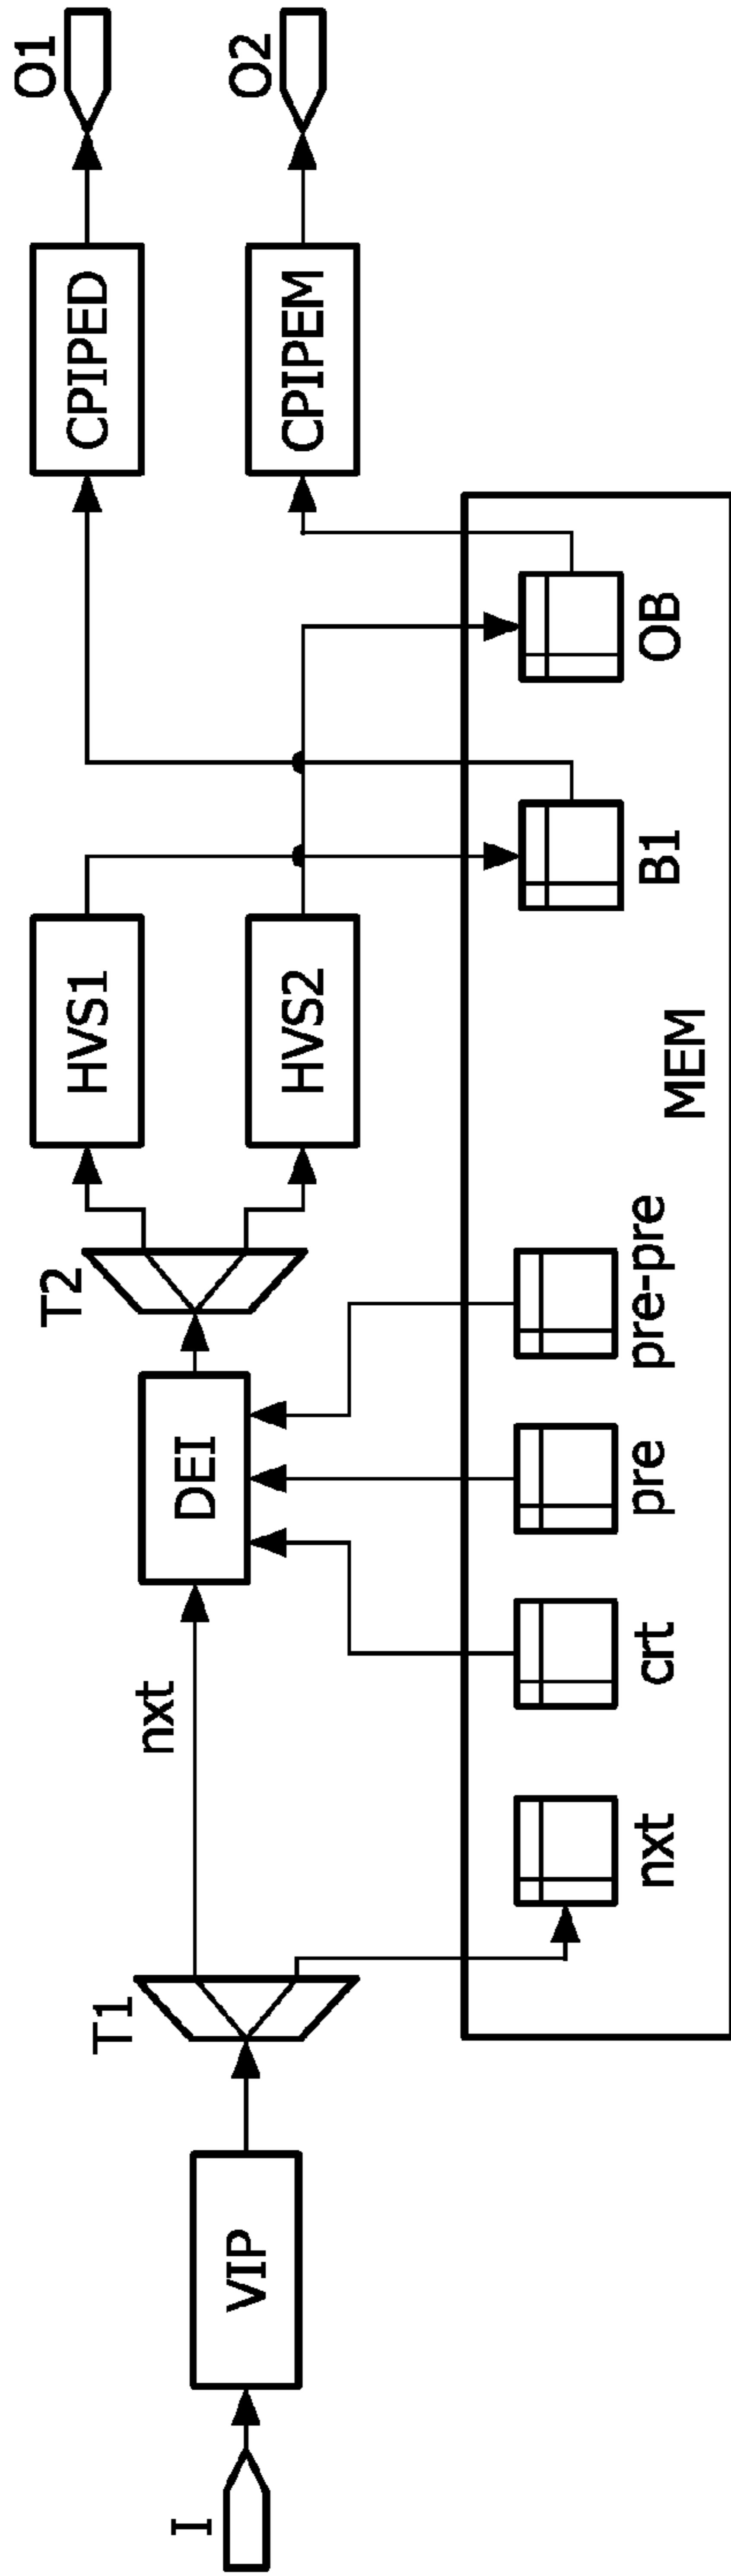 I
VIP
T1
nxt
DEI
T2
HVS1
HVS2
CPIPED
CPIPEM
O1
O2
nxt
crt
pre
pre-pre
MEM
B1
OB